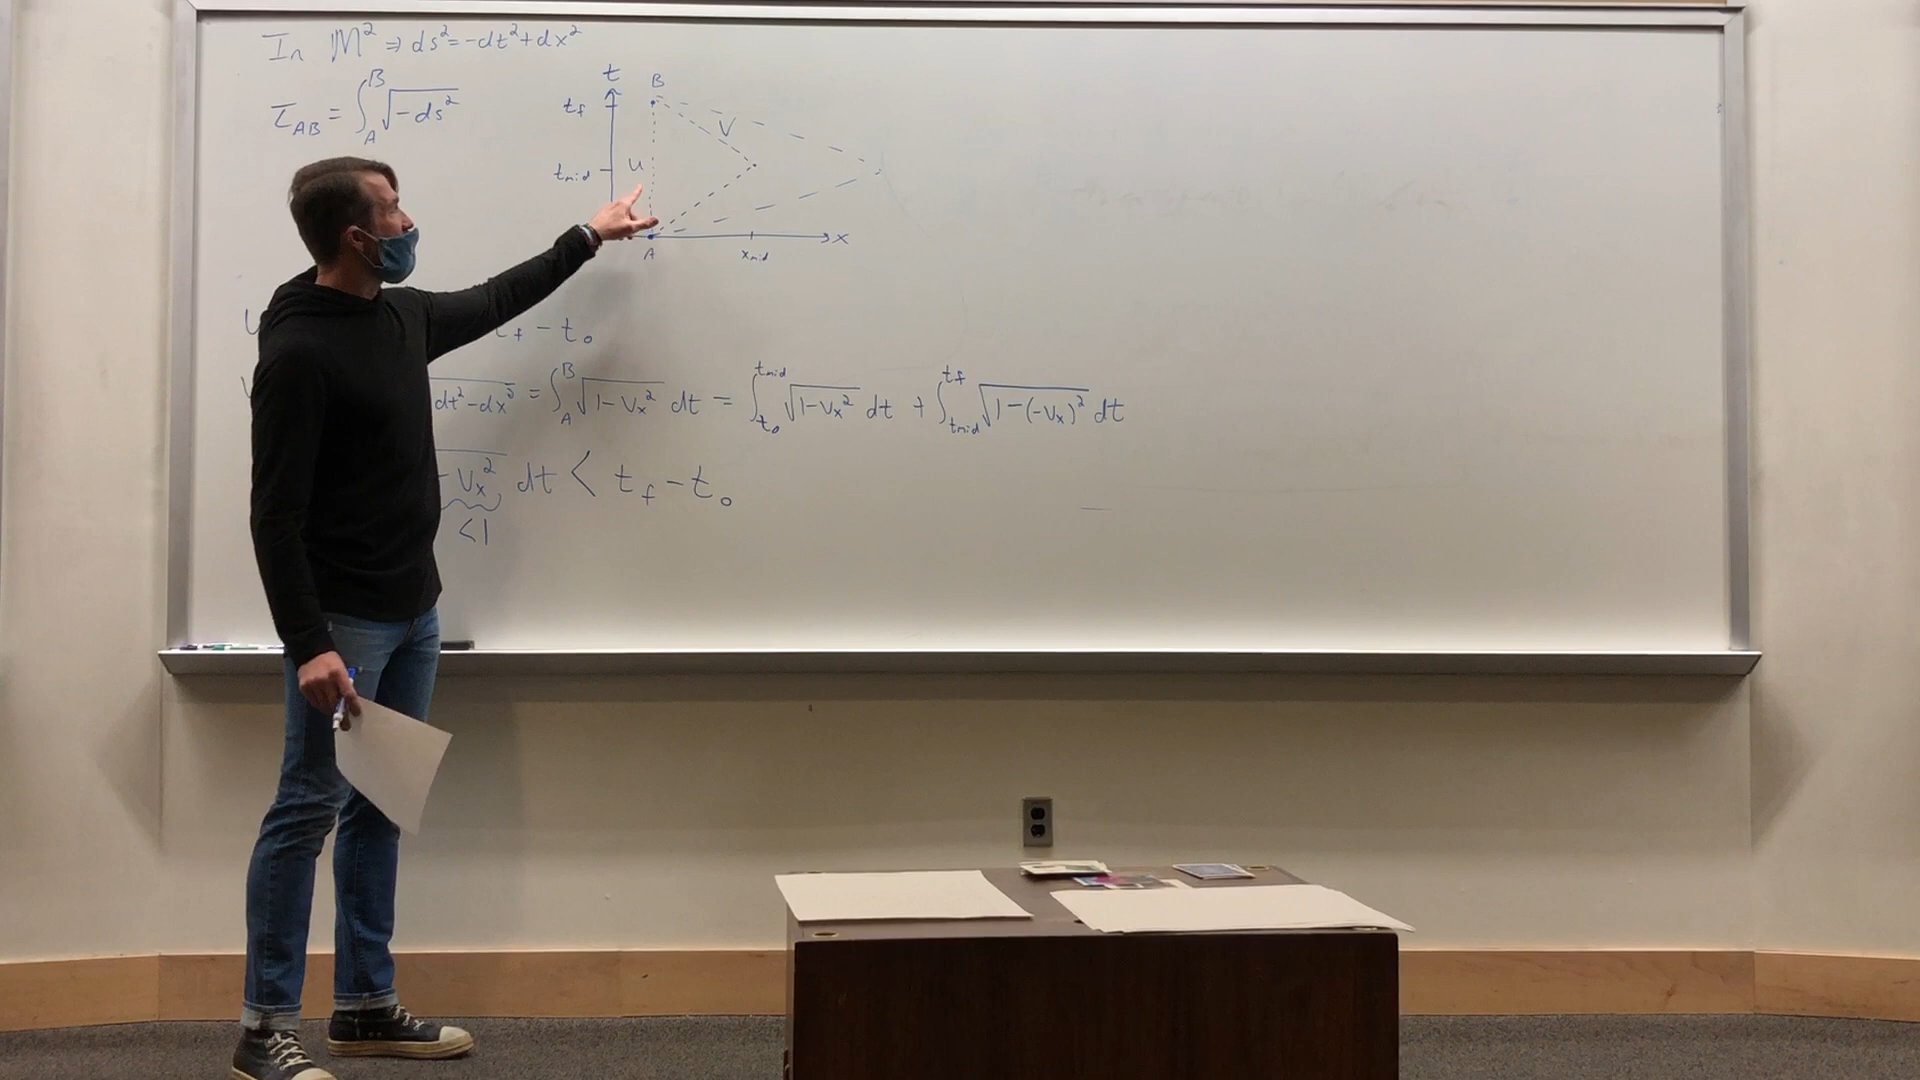 In M² ⇒ ds²=-dt²+dx²
τ_AB = ∫_A^B √(-ds²)
t
B
t_f
V
U
t_mid
x
A
x_mid
t_f - t_0
dt²-dx² = ∫_A^B √(1-v_x²) dt = ∫_{t_0}^{t_mid} √(1-v_x²) dt + ∫_{t_mid}^{t_f} √(1-(-v_x)²) dt
- v_x² dt < t_f - t_0
<1